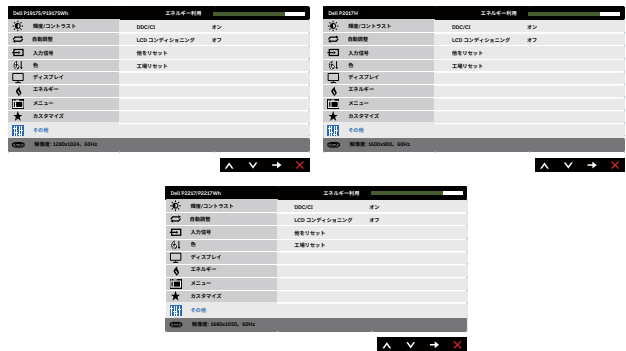 Dell P1917S/P1917SWh エネルギー利用
輝度/コントラスト DDC/CI オン
自動調整 LCD コンディショニング オフ
入力信号 他をリセット
色 工場リセット
ディスプレイ
エネルギー
メニュー
カスタマイズ
その他
解像度: 1280x1024、60Hz
Dell P2017H エネルギー利用
輝度/コントラスト DDC/CI オン
自動調整 LCD コンディショニング オフ
入力信号 他をリセット
色 工場リセット
ディスプレイ
エネルギー
メニュー
カスタマイズ
その他
解像度: 1600x900、60Hz
Dell P2217/P2217Wh エネルギー利用
輝度/コントラスト DDC/CI オン
自動調整 LCD コンディショニング オフ
入力信号 他をリセット
色 工場リセット
ディスプレイ
エネルギー
メニュー
カスタマイズ
その他
解像度: 1680x1050、60Hz